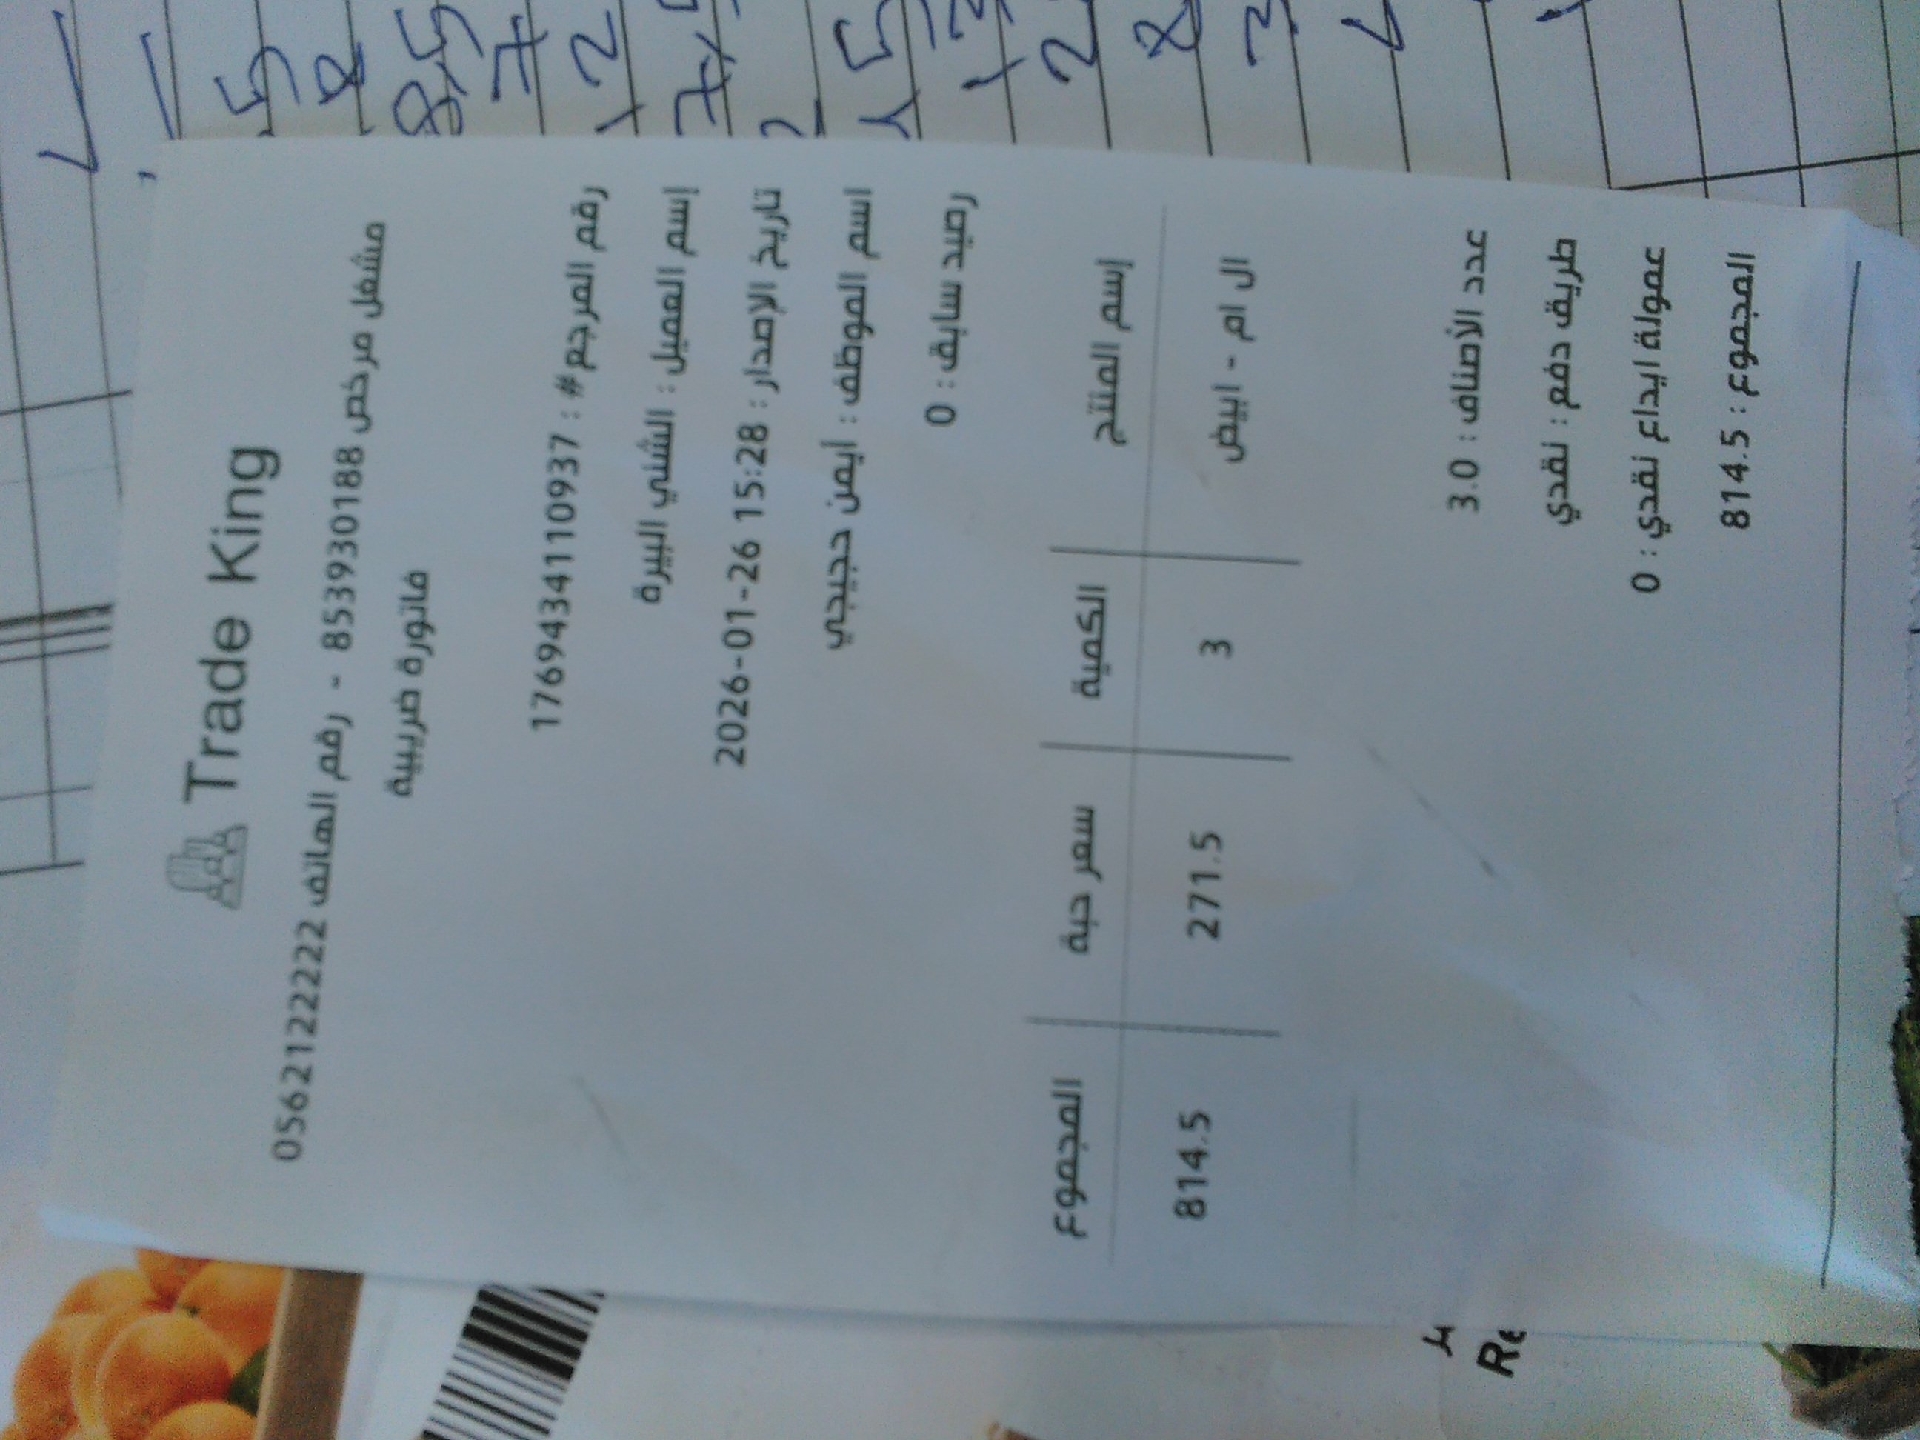 Trade King
مشغل مرخص 853930188 - رقم الهاتف 0562122222
فاتورة ضريبية
رقم المرجع# : 1769434110937
إسم العميل : الشني البيرة
تاريخ الإصدار : 2026-01-26 15:28
اسم الموظف : أيمن حجيجي
رصيد سابق : 0
إسم المنتج الكمية سعر حبة المجموع
ال ام - ابيض 3 271.5 814.5
عدد الأصناف : 3.0
طريق دفع : نقدي
عمولة ايداع نقدي : 0
المجموع : 814.5